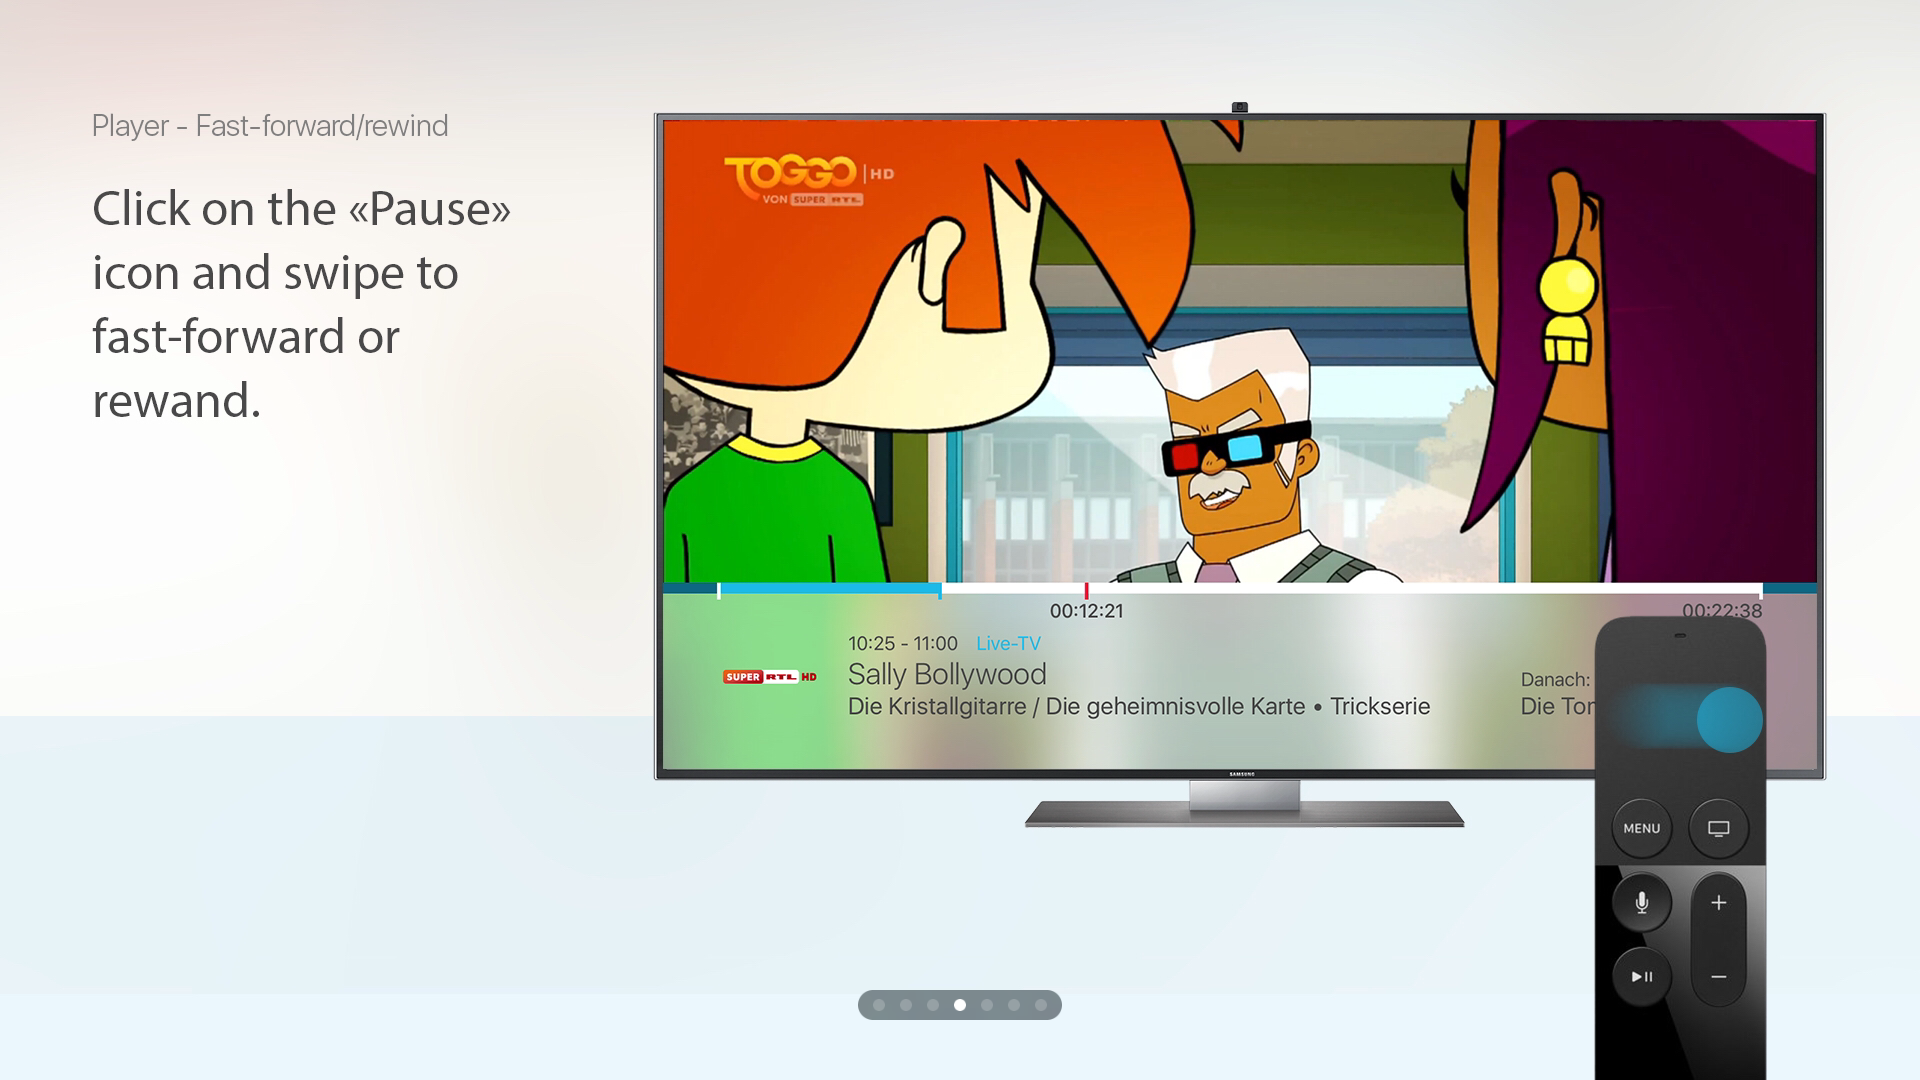 Player - Fast-forward/rewind
Click on the «Pause»
icon and swipe to
fast-forward or
rewand.
TOGGO | HD
VON SUPER RTL
00:12:21
00:22:38
10:25 - 11:00 Live-TV
Sally Bollywood
SUPER RTL HD
Die Kristallgitarre / Die geheimnisvolle Karte • Trickserie
Danach:
Die Tor
SAMSUNG
MENU